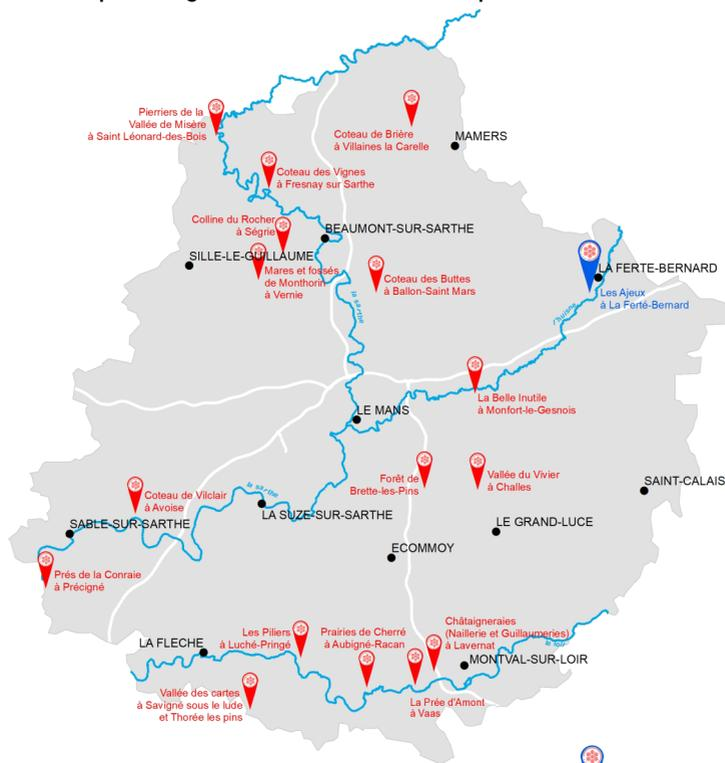 Pierriers de la
Vallée de Misère
à Saint Léonard-des-Bois
Coteau de Brière
à Villaines la Carelle
MAMERS
Coteau des Vignes
à Fresnay sur Sarthe
Colline du Rocher
à Ségrie
BEAUMONT-SUR-SARTHE
SILLE-LE-GUILLAUME
Mares et fossés
de Monthorin
à Vernie
Coteau des Buttes
à Ballon-Saint Mars
LA FERTE-BERNARD
Les Ajeux
à La Ferté-Bernard
la sarthe
l'huisne
La Belle Inutile
à Monfort-le-Gesnois
LE MANS
Forêt de
Brette-les-Pins
Vallée du Vivier
à Challes
SAINT-CALAIS
Coteau de Vilclair
à Avoise
la sarthe
LA SUZE-SUR-SARTHE
SABLE-SUR-SARTHE
LE GRAND-LUCE
ECOMMOY
Prés de la Conraie
à Précigné
LA FLECHE
Les Piliers
à Luché-Pringé
Prairies de Cherré
à Aubigné-Racan
Châtaigneraies
(Naillerie et Guillaumeries)
à Lavernat
le loir
MONTVAL-SUR-LOIR
Vallée des cartes
à Savigné sous le lude
et Thorée les pins
La Prée d'Amont
à Vaas